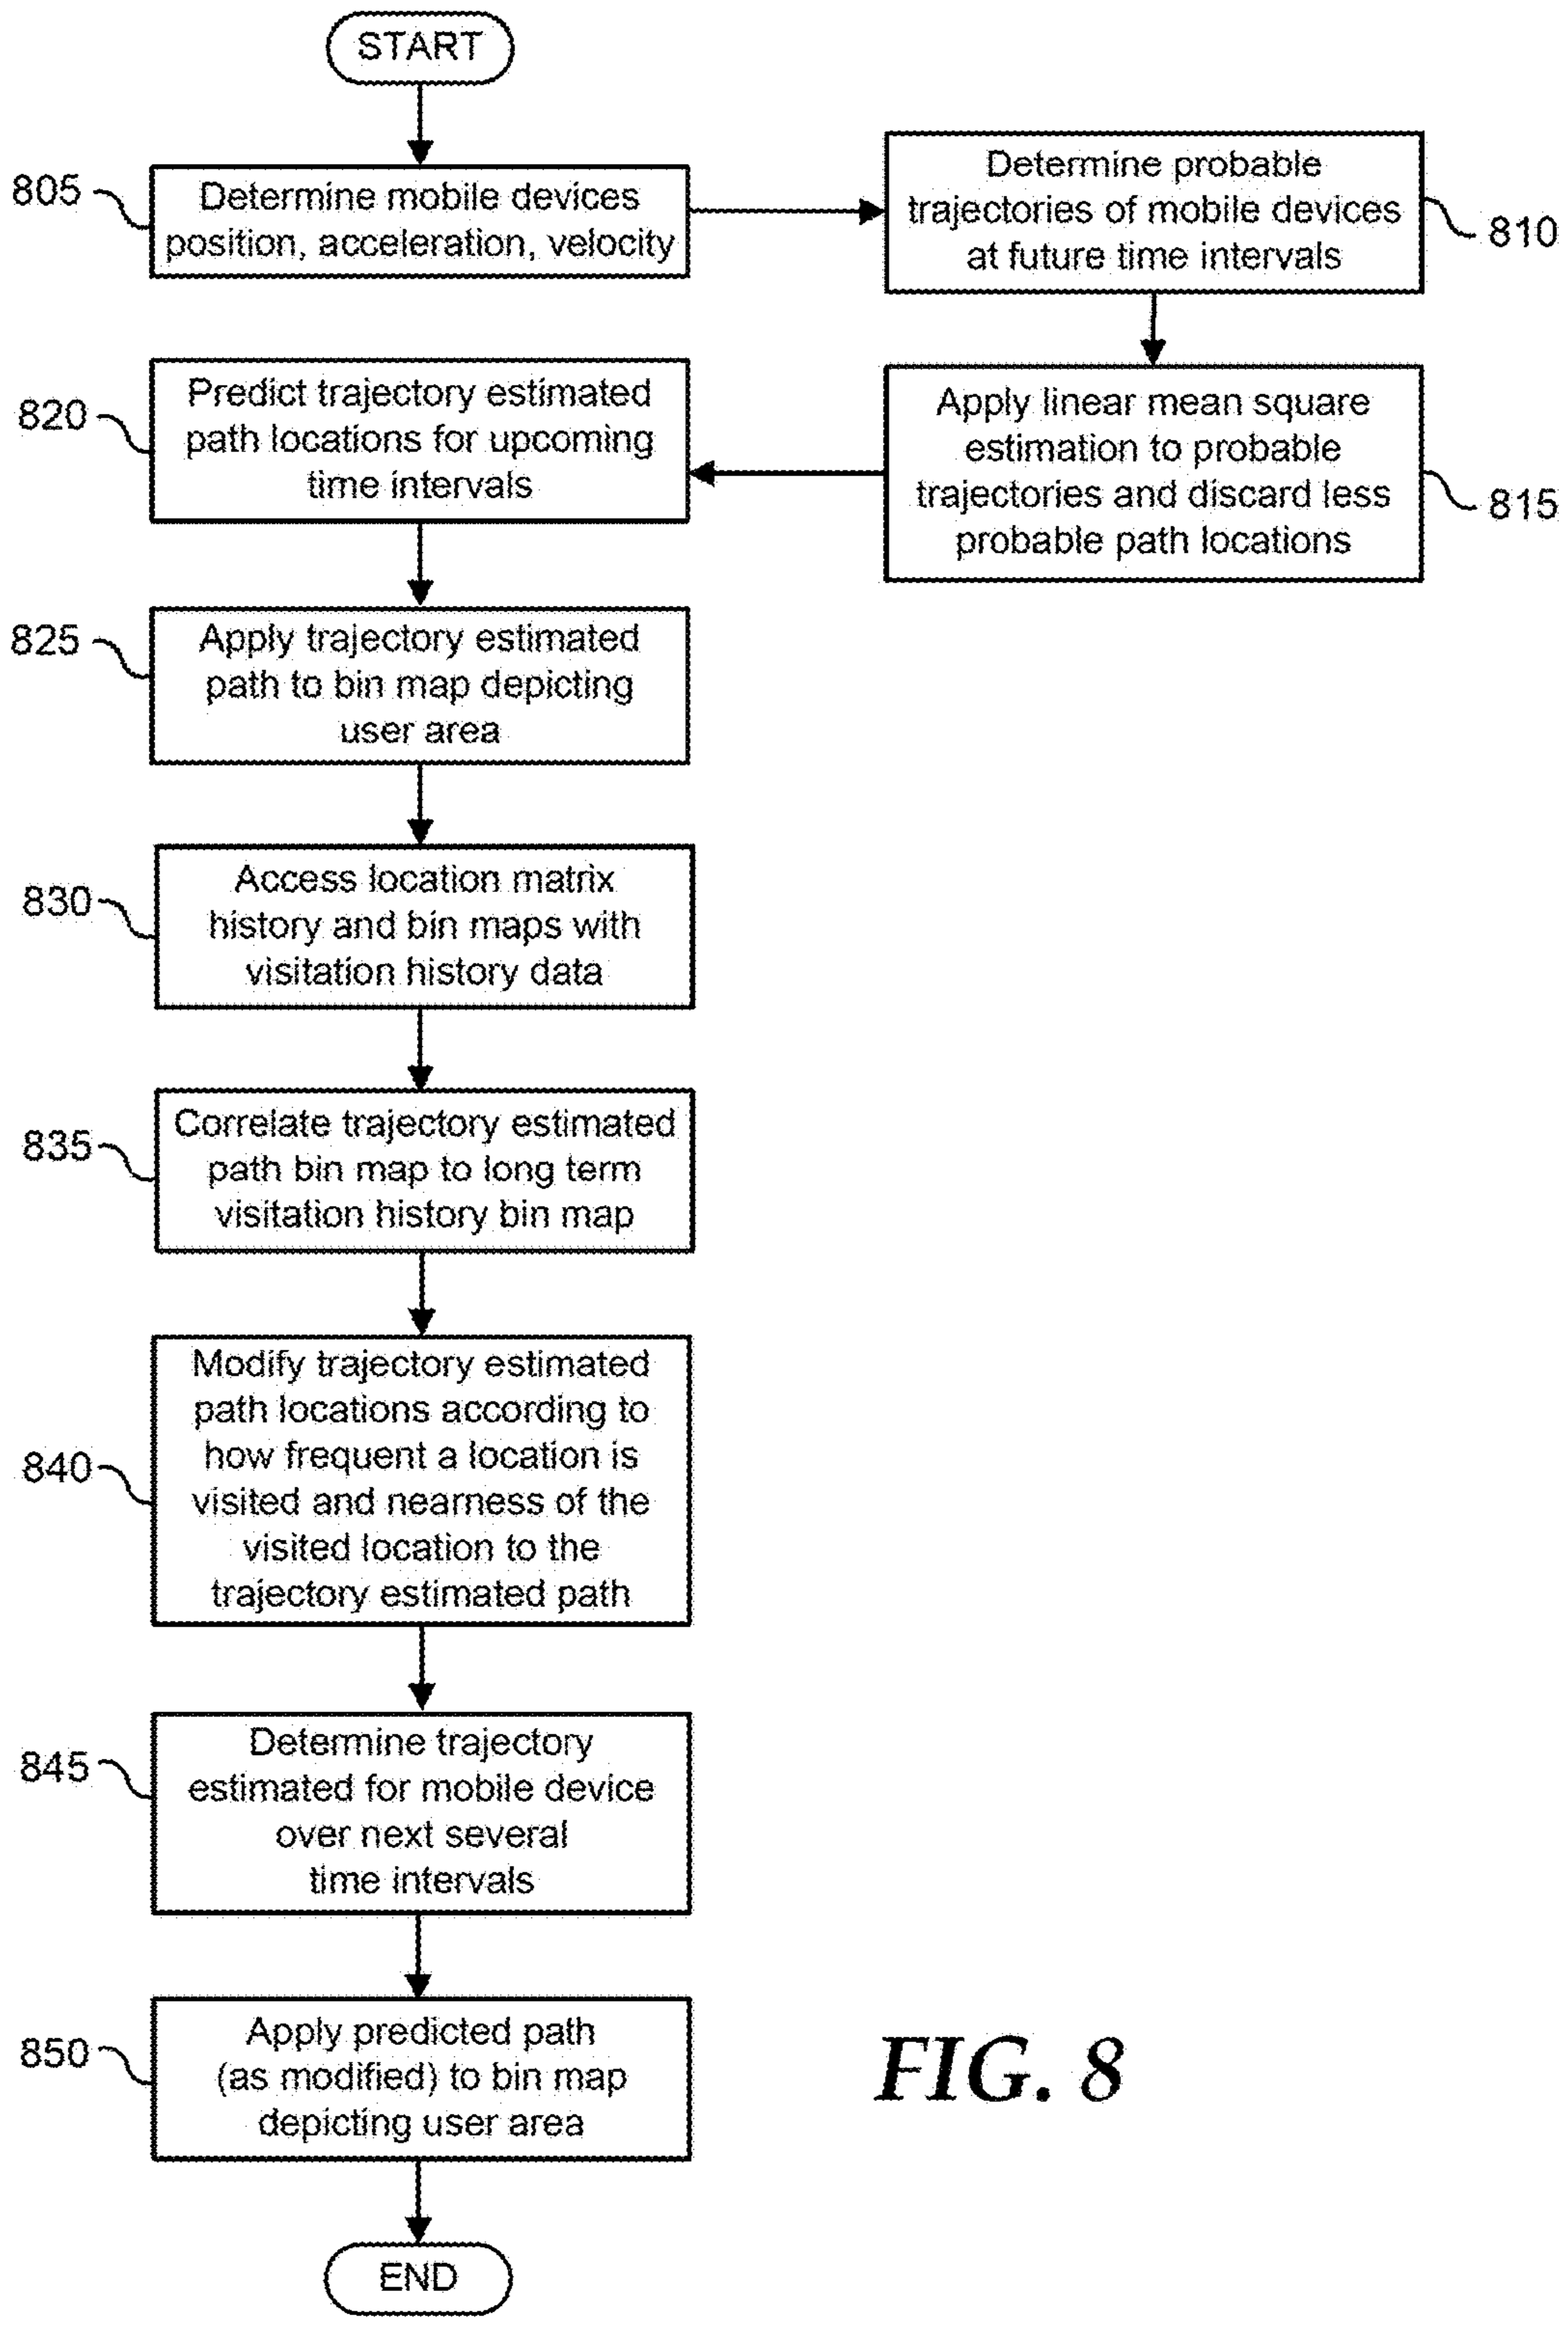 START
805
Determine mobile devices
position, acceleration, velocity
Determine probable
trajectories of mobile devices
at future time intervals
810
Apply linear mean square
estimation to probable
trajectories and discard less
probable path locations
815
820
Predict trajectory estimated
path locations for upcoming
time intervals
825
Apply trajectory estimated
path to bin map depicting
user area
830
Access location matrix
history and bin maps with
visitation history data
835
Correlate trajectory estimated
path bin map to long term
visitation history bin map
840
Modify trajectory estimated
path locations according to
how frequent a location is
visited and nearness of the
visited location to the
trajectory estimated path
845
Determine trajectory
estimated for mobile device
over next several
time intervals
850
Apply predicted path
(as modified) to bin map
depicting user area
END
FIG. 8